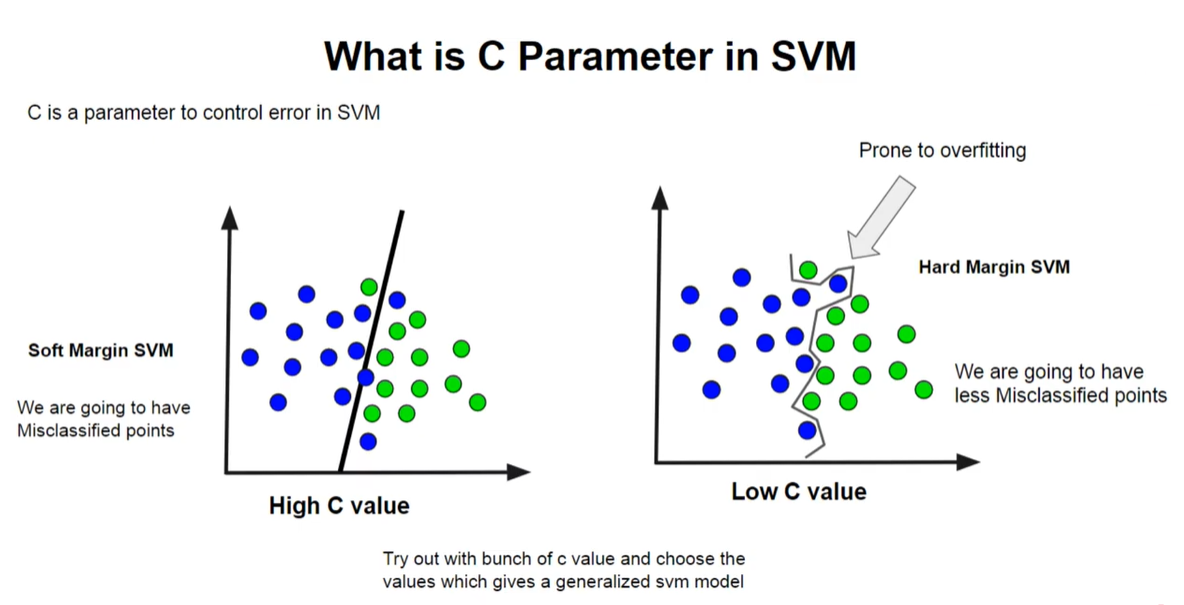 What is C Parameter in SVM
C is a parameter to control error in SVM
Prone to overfitting
Hard Margin SVM
Soft Margin SVM
We are going to have
Misclassified points
We are going to have
less Misclassified points
High C value
Low C value
Try out with bunch of c value and choose the
values which gives a generalized svm model